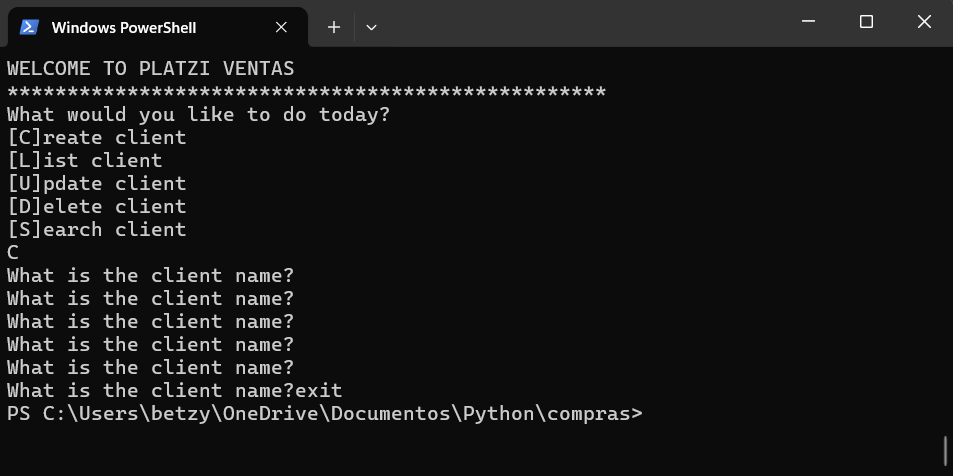 Windows PowerShell
WELCOME TO PLATZI VENTAS
**************************************************
What would you like to do today?
[C]reate client
[L]ist client
[U]pdate client
[D]elete client
[S]earch client
C
What is the client name?
What is the client name?
What is the client name?
What is the client name?
What is the client name?
What is the client name?exit
PS C:\Users\betzy\OneDrive\Documentos\Python\compras>